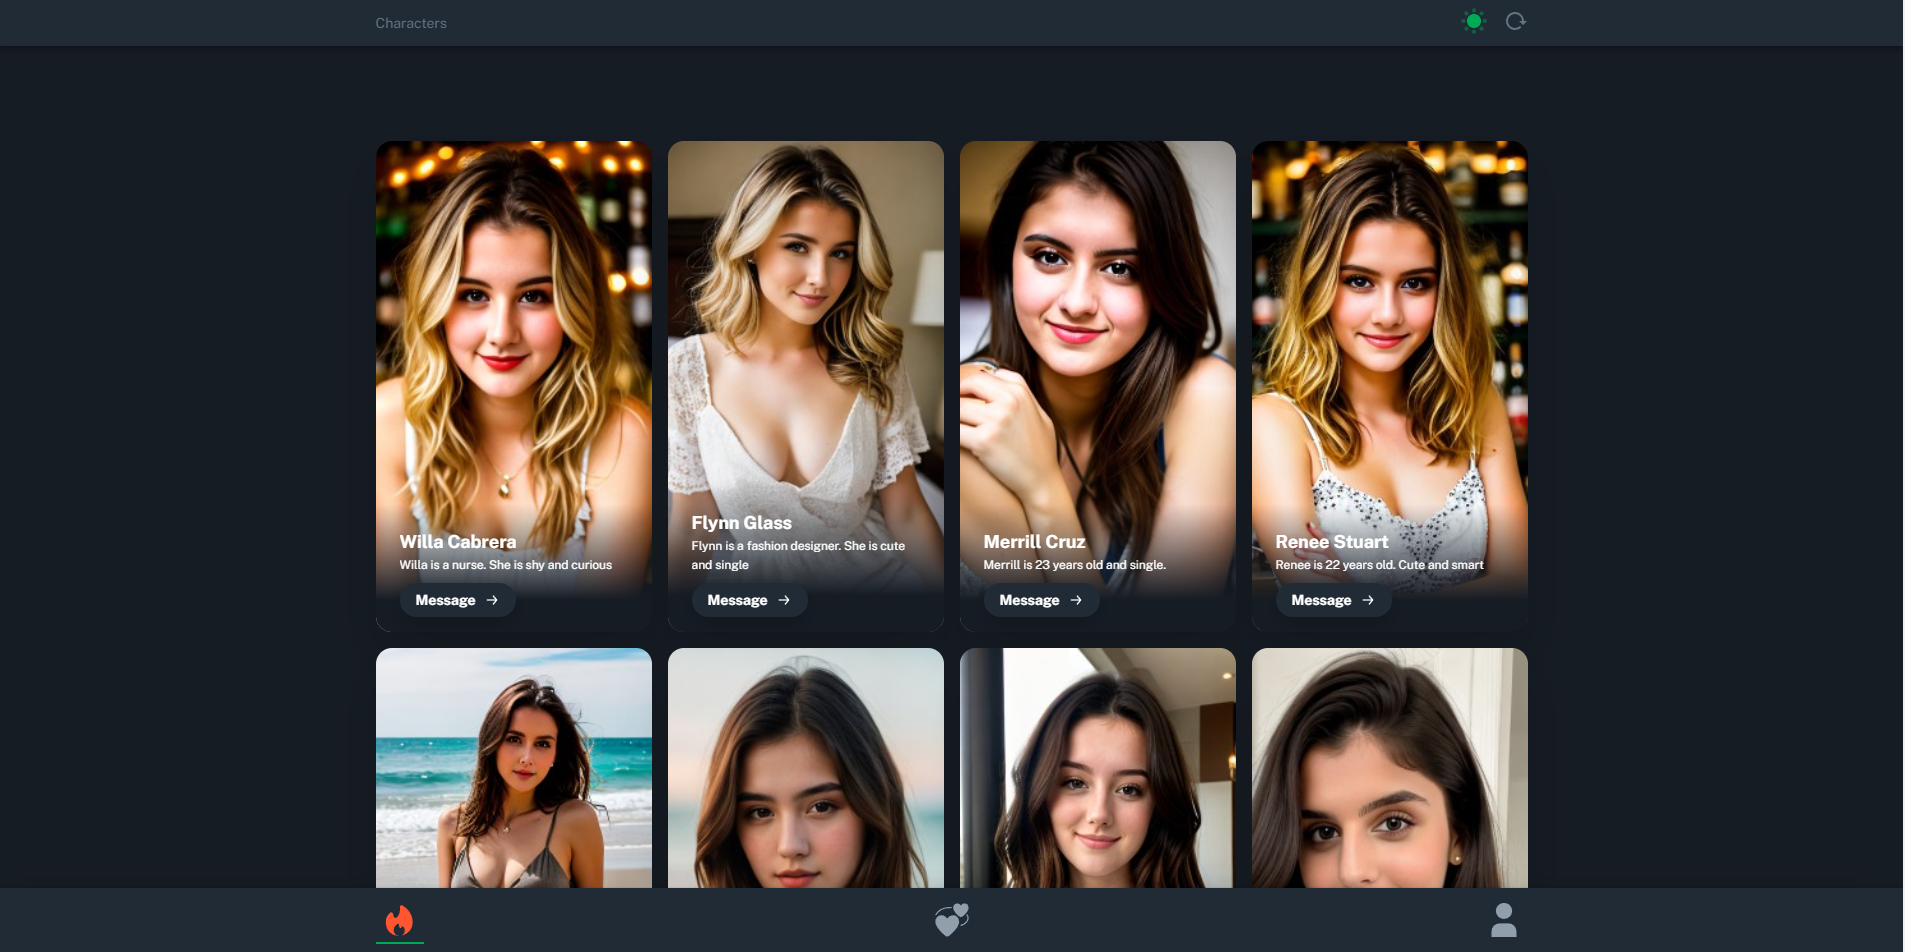 Characters
Willa Cabrera
Willa is a nurse. She is shy and curious
Message
Flynn Glass
Flynn is a fashion designer. She is cute
and single
Message
Merrill Cruz
Merrill is 23 years old and single.
Message
Renee Stuart
Renee is 22 years old. Cute and smart
Message